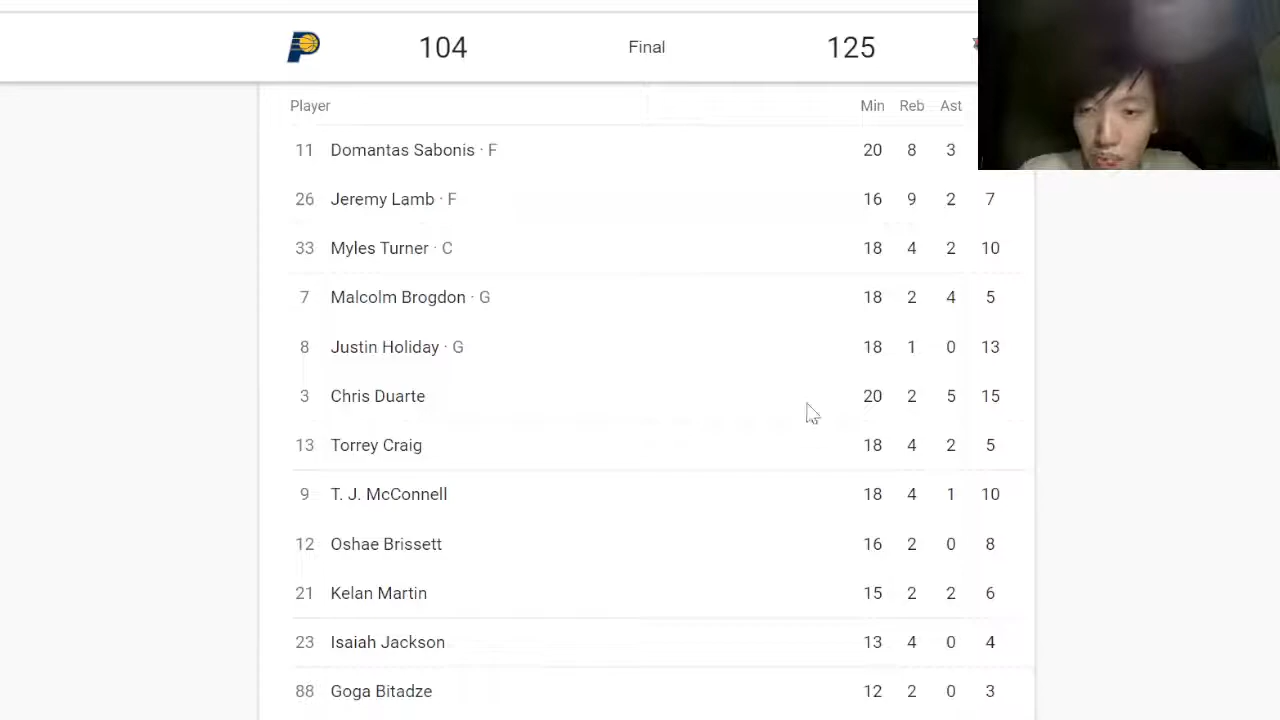 104 Final 125
Player Min Reb Ast
11 Domantas Sabonis · F 20 8 3
26 Jeremy Lamb · F 16 9 2 7
33 Myles Turner · C 18 4 2 10
7 Malcolm Brogdon · G 18 2 4 5
8 Justin Holiday · G 18 1 0 13
3 Chris Duarte 20 2 5 15
13 Torrey Craig 18 4 2 5
9 T. J. McConnell 18 4 1 10
12 Oshae Brissett 16 2 0 8
21 Kelan Martin 15 2 2 6
23 Isaiah Jackson 13 4 0 4
88 Goga Bitadze 12 2 0 3